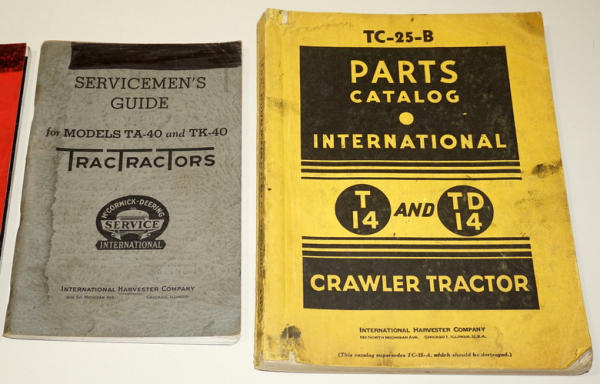 SERVICEMEN'S
GUIDE
for MODELS TA-40 and TK-40
TRACTRACTORS
McCORMICK-DEERING
SERVICE
INTERNATIONAL
INTERNATIONAL HARVESTER COMPANY
CHICAGO, ILLINOIS
TC-25-B
PARTS
CATALOG
INTERNATIONAL
T
14
AND
TD
14
CRAWLER TRACTOR
INTERNATIONAL HARVESTER COMPANY
180 NORTH MICHIGAN AVE. CHICAGO 1, ILLINOIS, U.S.A.
(This catalog supersedes TC-25-A, which should be destroyed.)